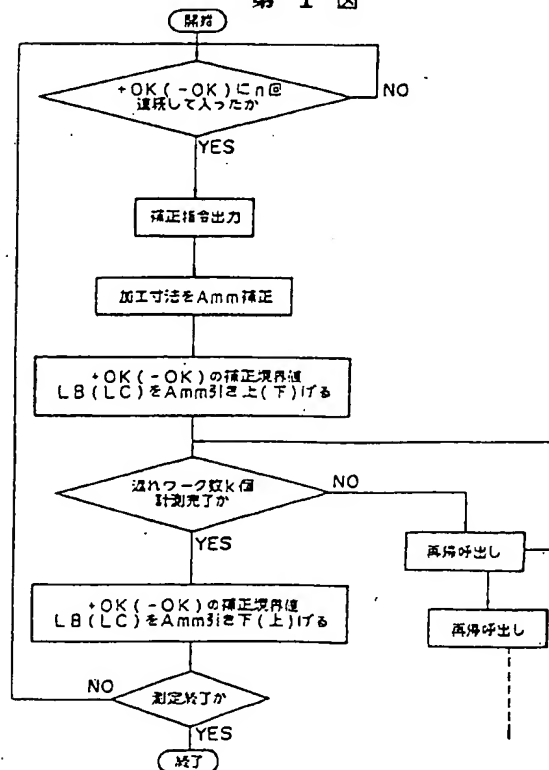 第 1 図
開始
+OK(-OK)にn回
連続して入ったか
NO
YES
補正指令出力
加工寸法をAmm補正
+OK(-OK)の補正境界値
LB(LC)をAmm引き上(下)げる
遅れワーク数k個
計測完了か
NO
YES
再帰呼出し
+OK(-OK)の補正境界値
LB(LC)をAmm引き下(上)げる
再帰呼出し
NO
測定終了か
YES
終了